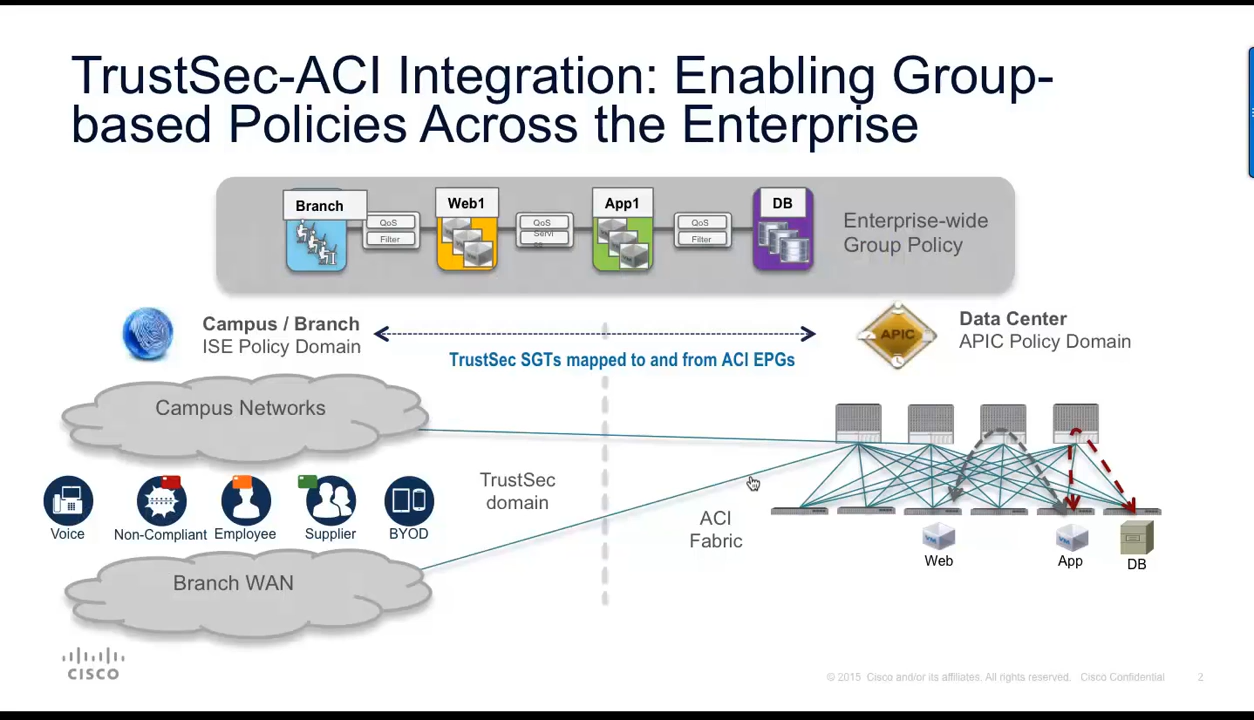 TrustSec-ACI Integration: Enabling Group-
based Policies Across the Enterprise
Branch
QoS
Filter
Web1
QoS
Servi
App1
QoS
Filter
DB
Enterprise-wide
Group Policy
Campus / Branch
ISE Policy Domain
TrustSec SGTs mapped to and from ACI EPGs
APIC
Data Center
APIC Policy Domain
Campus Networks
Voice
Non-Compliant
Employee
Supplier
BYOD
TrustSec
domain
ACI
Fabric
Web
App
DB
Branch WAN
CISCO
© 2015 Cisco and/or its affiliates. All rights reserved. Cisco Confidential
2